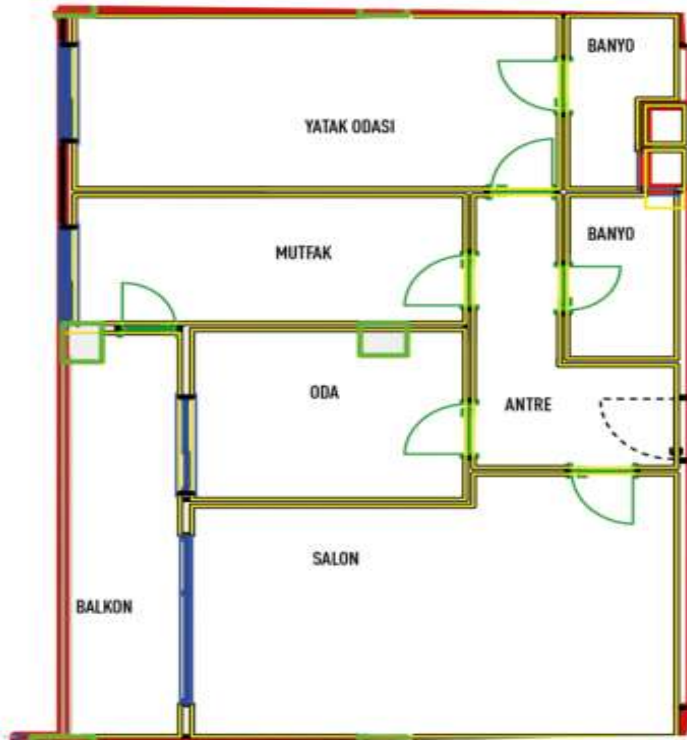 BANYO
YATAK ODASI
BANYO
MUTFAK
ODA
ANTRE
SALON
BALKON